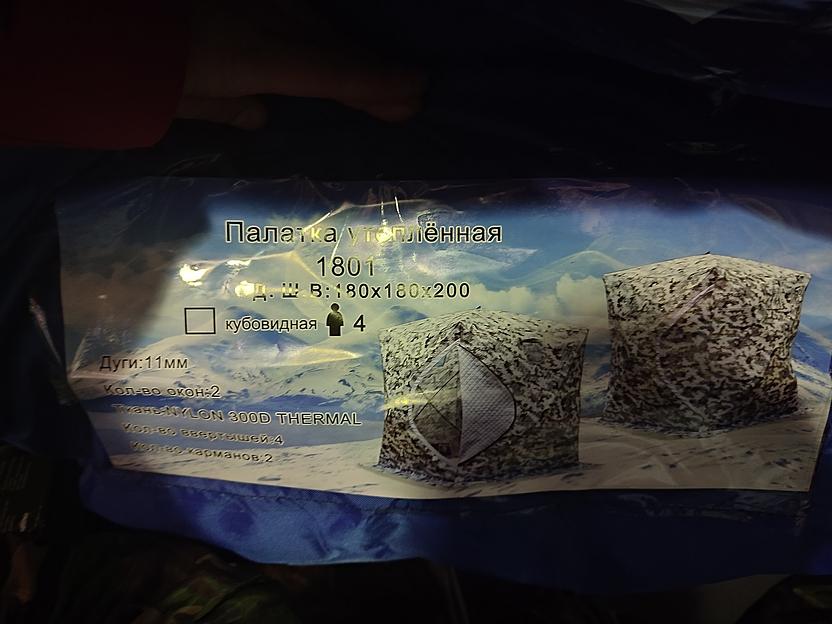 Палатка утеплённая
1801
Д. Ш. В:180x180x200
кубовидная 4
Дуги:11мм
Кол-во окон:2
Ткань:NYLON 300D THERMAL
Кол-во ввертышей:4
Кол-во карманов:2